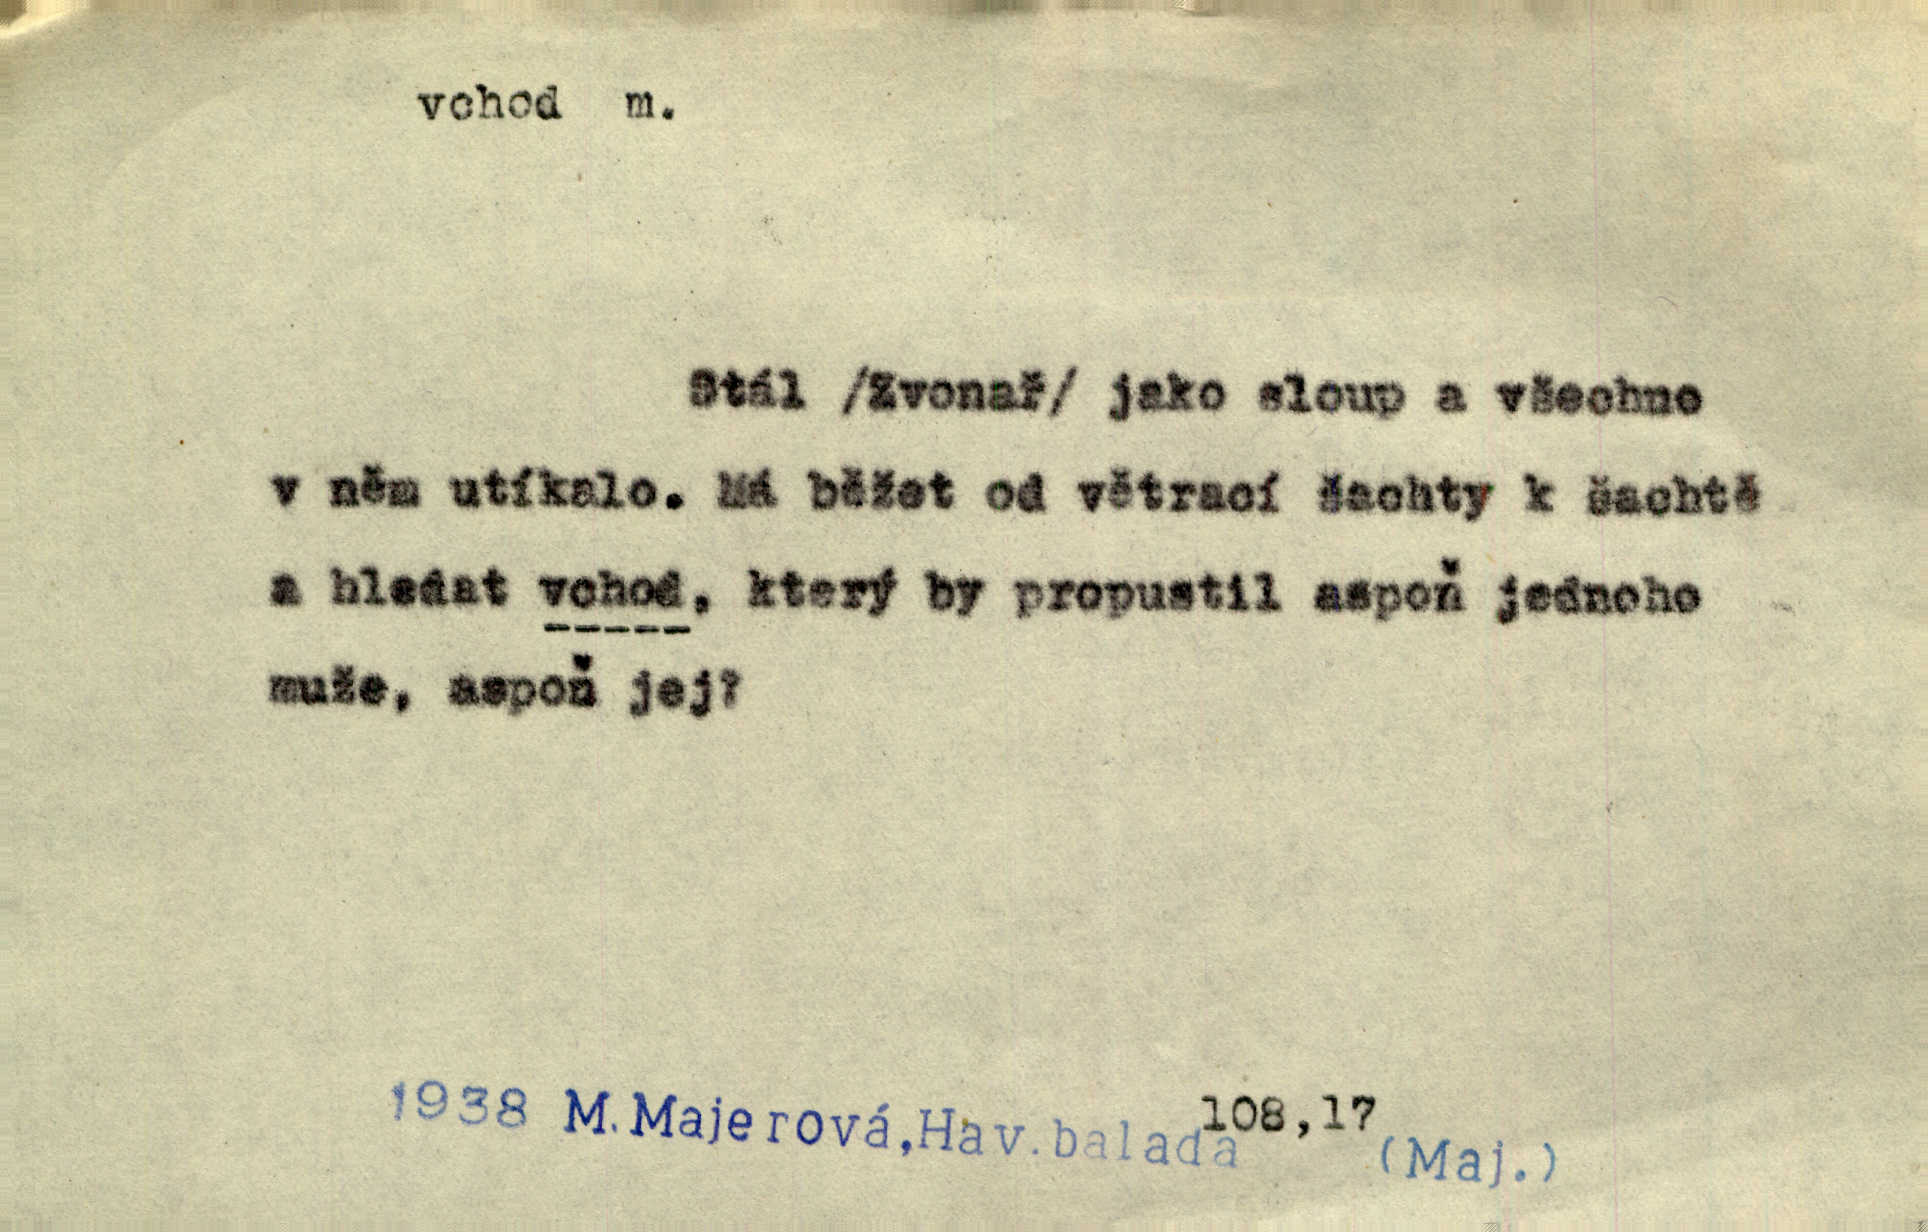 vchod m.
Stál /Zvonař/ jako sloup a všechno
v něm utíkalo. Má běžet od větrací šachty k šachtě
a hledat vchod, který by propustil aspoň jednoho
muže, aspoň jej?
1938 M.Majerová,Hav.balada 108,17 (Maj.)